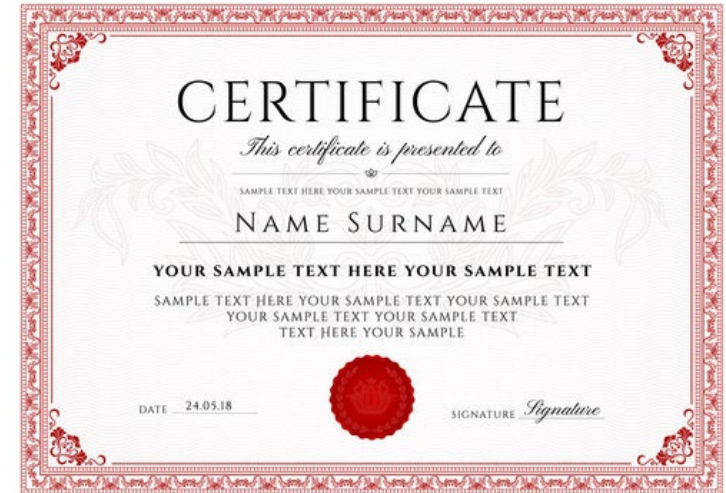 CERTIFICATE
This certificate is presented to
SAMPLE TEXT HERE YOUR SAMPLE TEXT YOUR SAMPLE TEXT
NAME SURNAME
YOUR SAMPLE TEXT HERE YOUR SAMPLE TEXT
SAMPLE TEXT HERE YOUR SAMPLE TEXT YOUR SAMPLE TEXT
YOUR SAMPLE TEXT YOUR SAMPLE TEXT
TEXT HERE YOUR SAMPLE
DATE 24.05.18
SIGNATURE Signature